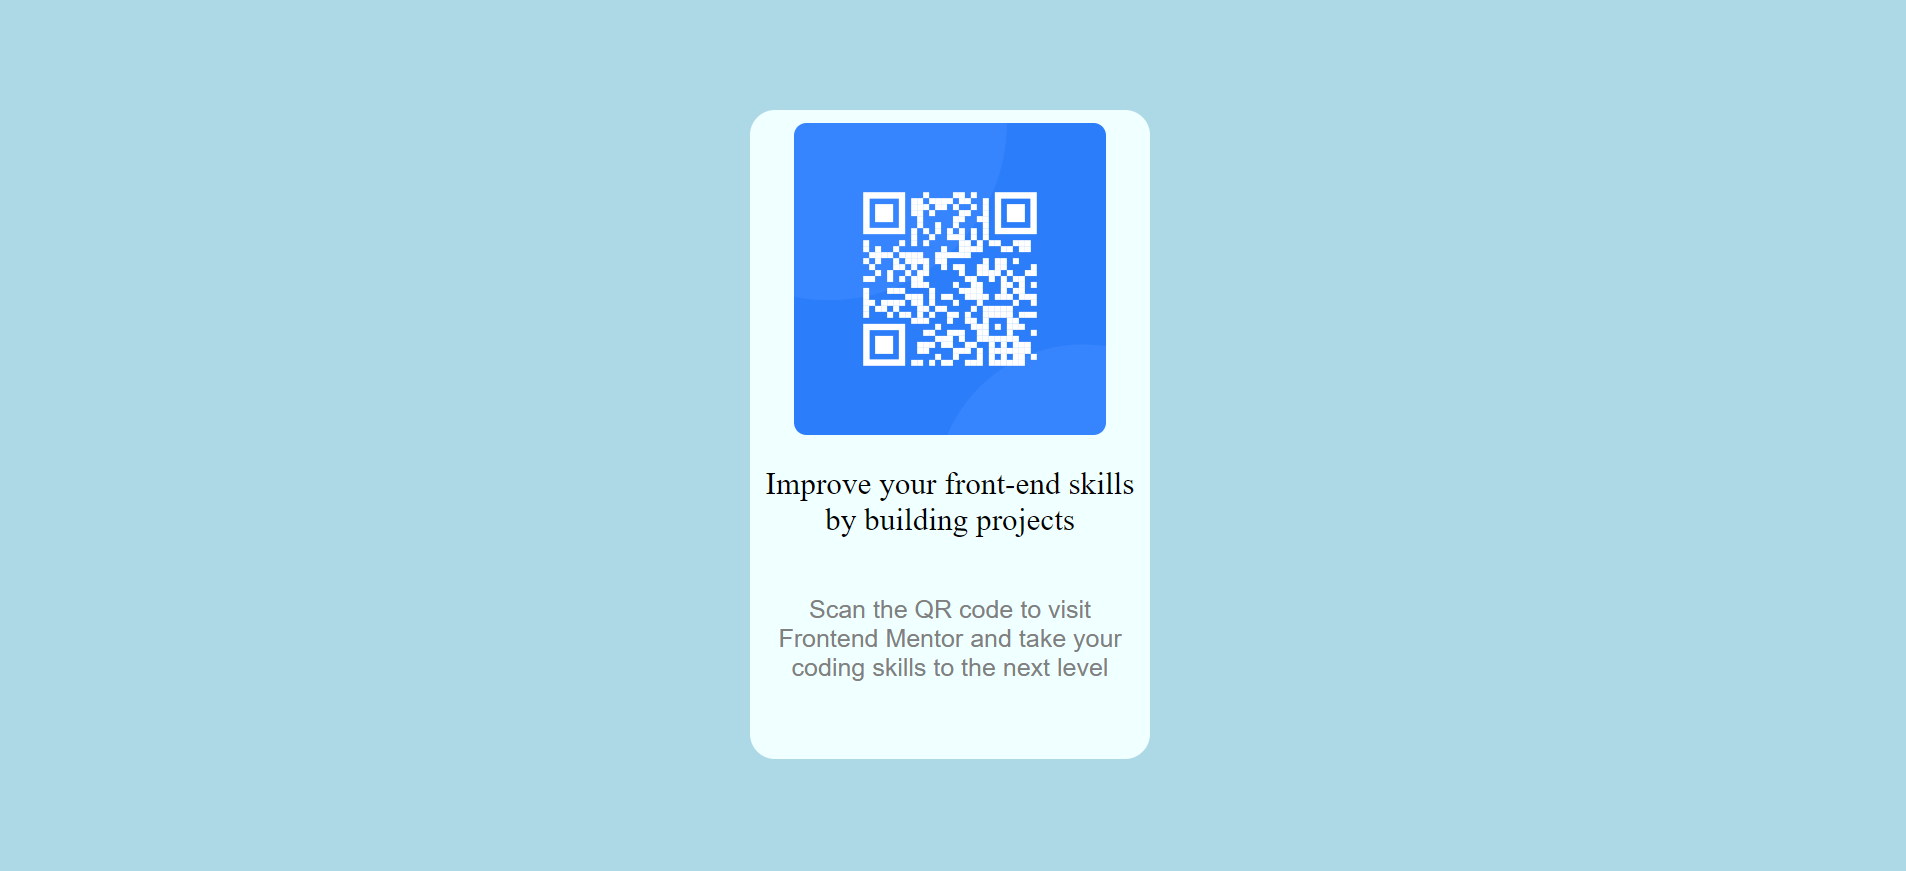 Improve your front-end skills
by building projects
Scan the QR code to visit
Frontend Mentor and take your
coding skills to the next level